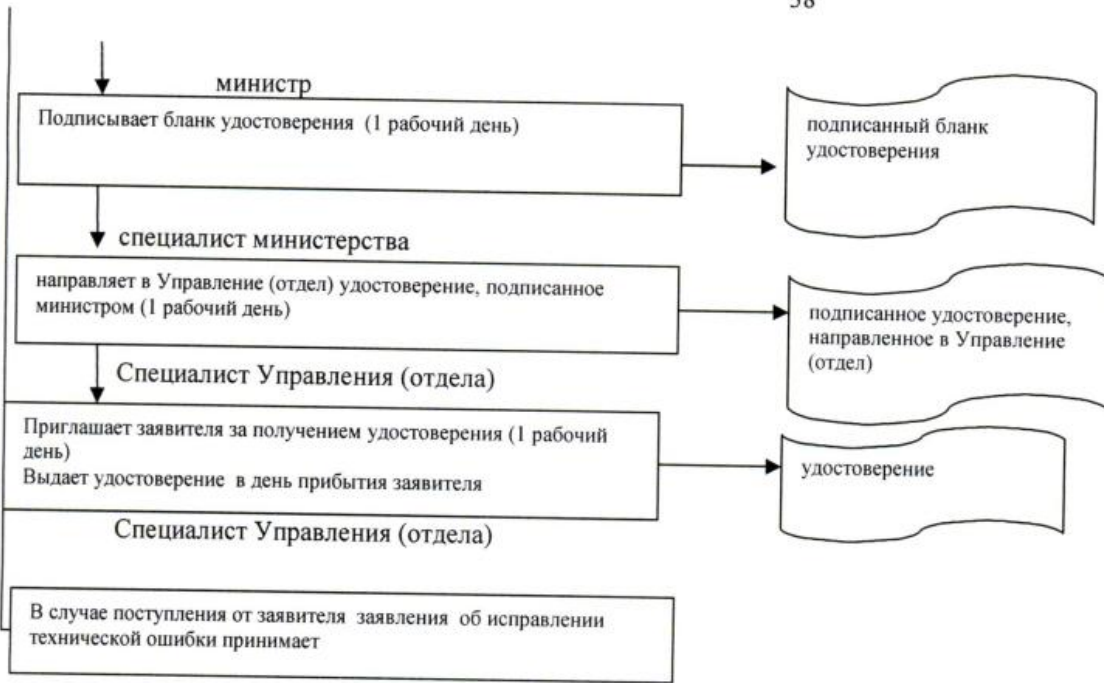 министр
Подписывает бланк удостоверения (1 рабочий день)
подписанный бланк
удостоверения
специалист министерства
направляет в Управление (отдел) удостоверение, подписанное
министром (1 рабочий день)
подписанное удостоверение,
направленное в Управление
(отдел)
Специалист Управления (отдела)
Приглашает заявителя за получением удостоверения (1 рабочий
день)
Выдает удостоверение в день прибытия заявителя
удостоверение
Специалист Управления (отдела)
В случае поступления от заявителя заявления об исправлении
технической ошибки принимает